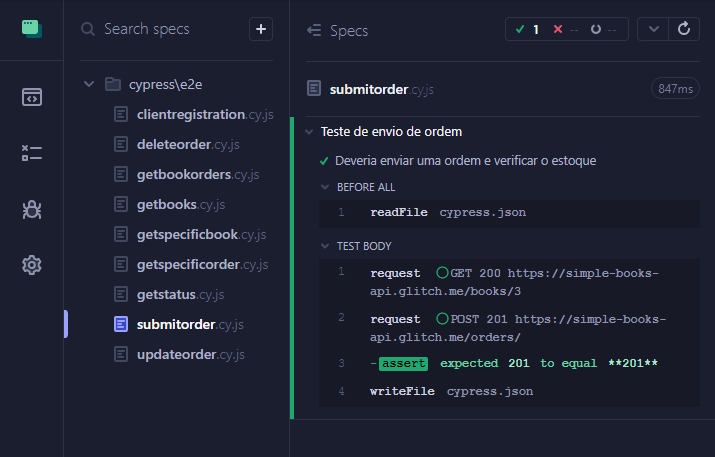 Search specs
+
cypress\e2e
clientregistration.cy.js
deleteorder.cy.js
getbookorders.cy.js
getbooks.cy.js
getspecificbook.cy.js
getspecificorder.cy.js
getstatus.cy.js
submitorder.cy.js
updateorder.cy.js
Specs
1 -- --
submitorder.cy.js 847ms
Teste de envio de ordem
Deveria enviar uma ordem e verificar o estoque
BEFORE ALL
1 readFile cypress.json
TEST BODY
1 request GET 200 https://simple-books-
api.glitch.me/books/3
2 request POST 201 https://simple-books-
api.glitch.me/orders/
3 -assert expected 201 to equal **201**
4 writeFile cypress.json